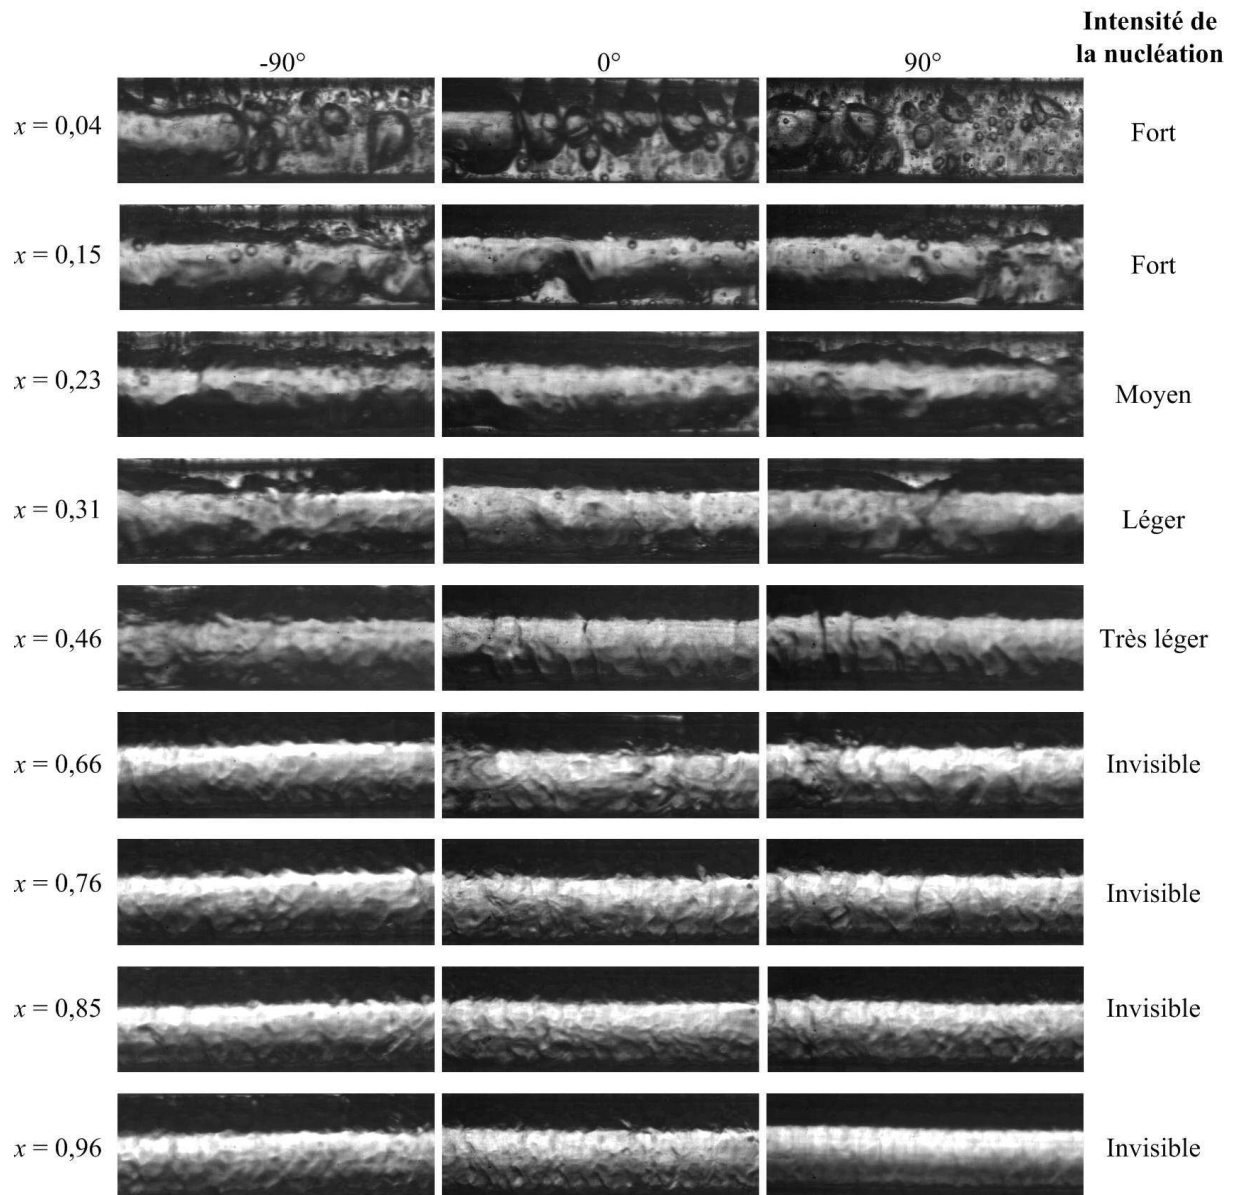 Intensité de
la nucléation
-90° 0° 90°
x = 0,04 Fort
x = 0,15 Fort
x = 0,23 Moyen
x = 0,31 Léger
x = 0,46 Très léger
x = 0,66 Invisible
x = 0,76 Invisible
x = 0,85 Invisible
x = 0,96 Invisible